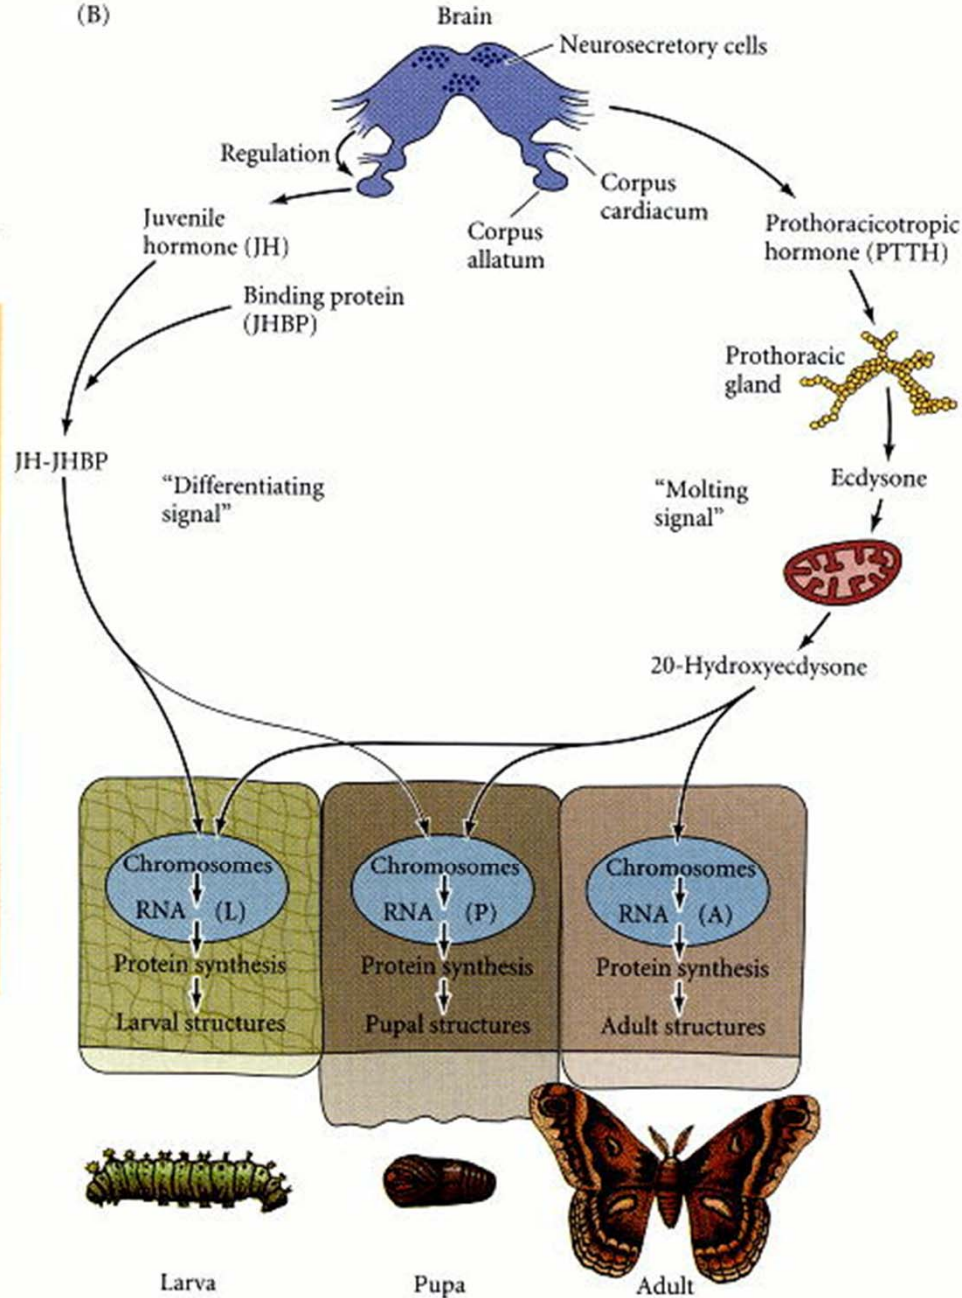 (B)
Brain
Neurosecretory cells
Regulation
Corpus
cardiacum
Corpus
allatum
Juvenile
hormone (JH)
Prothoracicotropic
hormone (PTTH)
Binding protein
(JHBP)
Prothoracic
gland
JH-JHBP
“Differentiating
signal”
“Molting
signal”
Ecdysone
20-Hydroxyecdysone
Chromosomes
RNA (L)
Protein synthesis
Larval structures
Chromosomes
RNA (P)
Protein synthesis
Pupal structures
Chromosomes
RNA (A)
Protein synthesis
Adult structures
Larva
Pupa
Adult